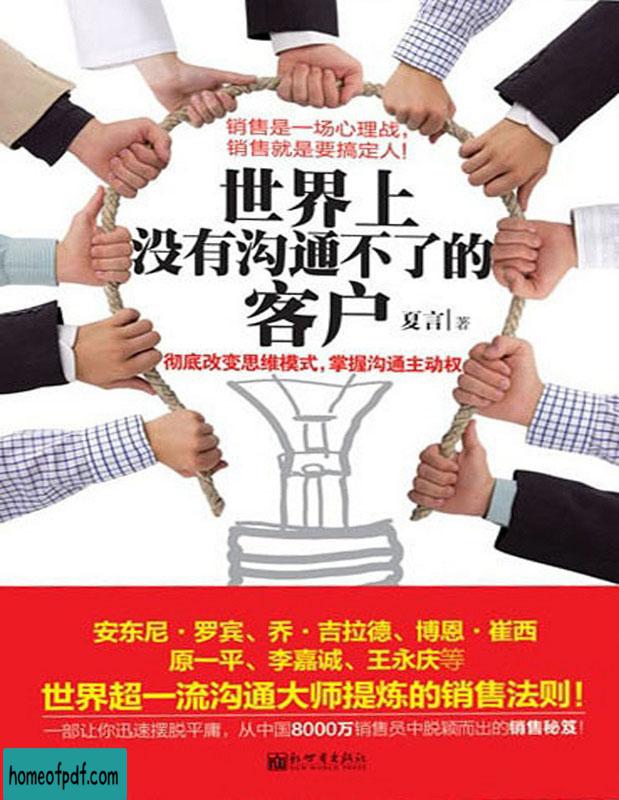 销售是一场心理战，
销售就是要搞定人！
世界上
没有沟通不了的
客户 夏言 著
彻底改变思维模式，掌握沟通主动权
安东尼·罗宾、乔·吉拉德、博恩·崔西
原一平、李嘉诚、王永庆等
世界超一流沟通大师提炼的销售法则！
一部让你迅速摆脱平庸，从中国8000万销售员中脱颖而出的销售秘笈！
新世界出版社
NEW WORLD PRESS
homeofpdf.com